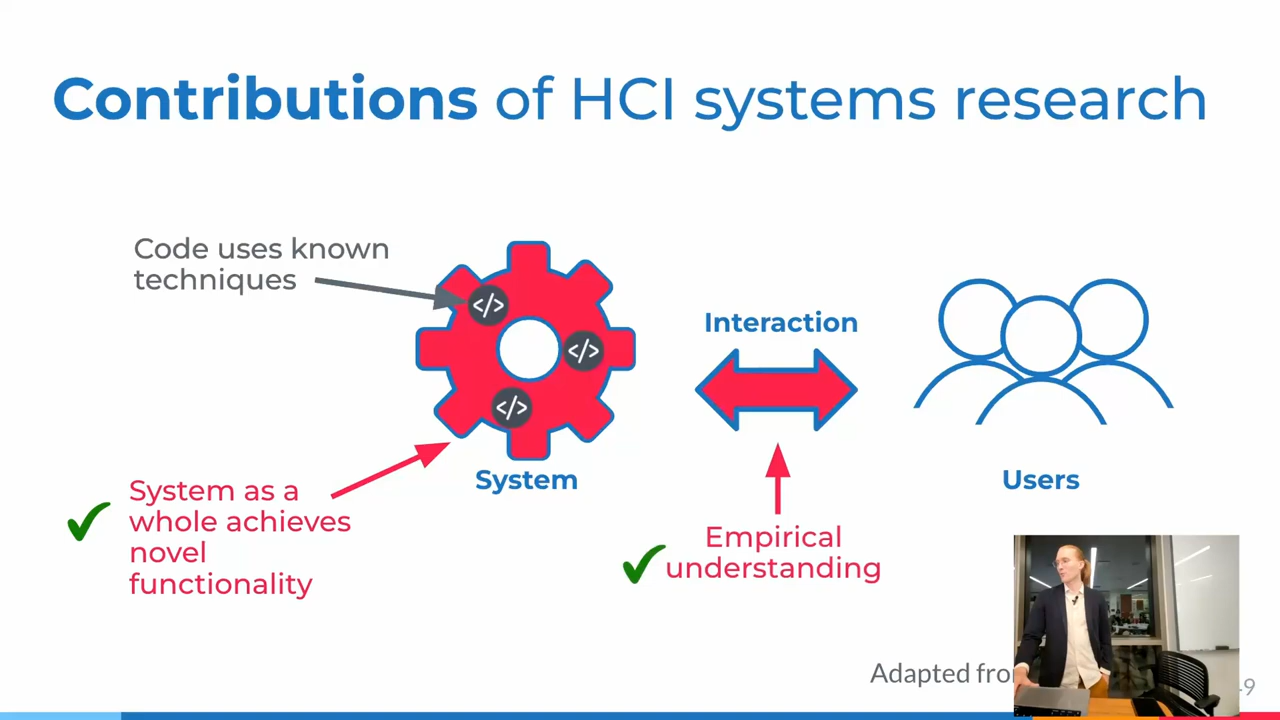 Contributions of HCI systems research
Code uses known
techniques
</>
</>
</>
System
Interaction
Users
System as a
whole achieves
novel
functionality
Empirical
understanding
Adapted